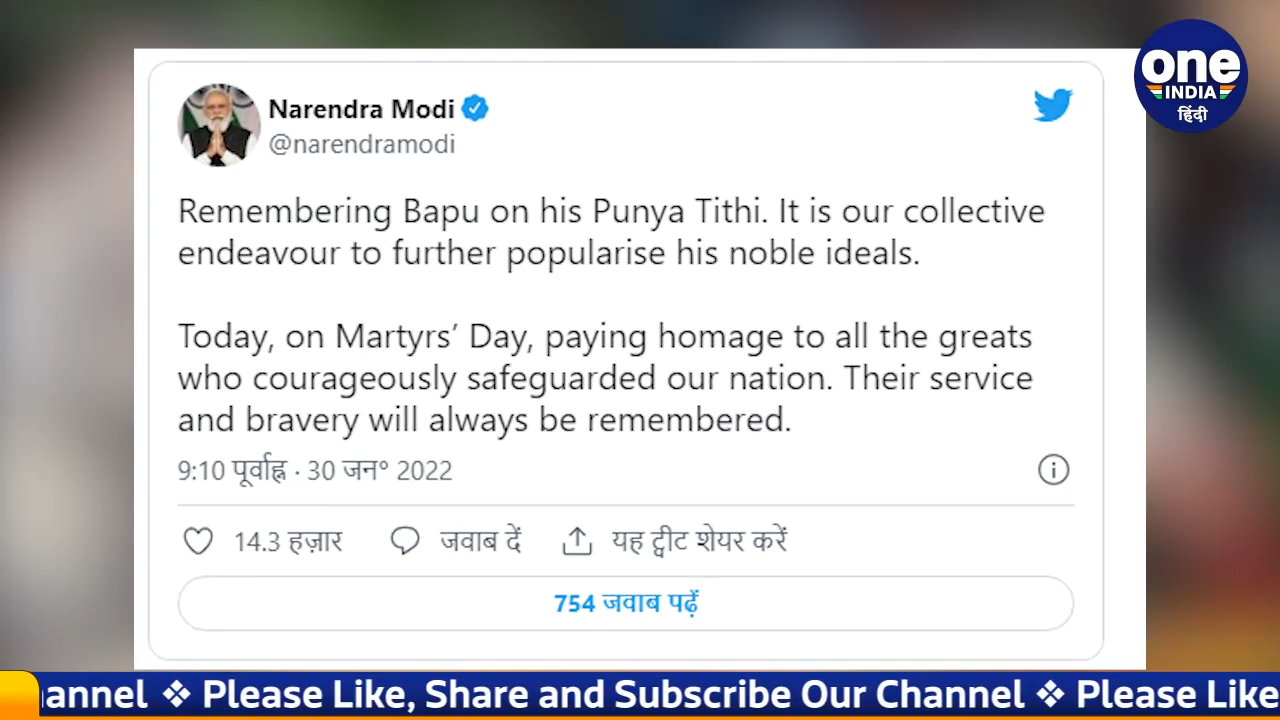 one
INDIA
हिंदी
Narendra Modi
@narendramodi
Remembering Bapu on his Punya Tithi. It is our collective
endeavour to further popularise his noble ideals.
Today, on Martyrs’ Day, paying homage to all the greats
who courageously safeguarded our nation. Their service
and bravery will always be remembered.
9:10 पूर्वाह्न · 30 जन° 2022
14.3 हज़ार जवाब दें यह ट्वीट शेयर करें
754 जवाब पढ़ें
annel ❖ Please Like, Share and Subscribe Our Channel ❖ Please Like